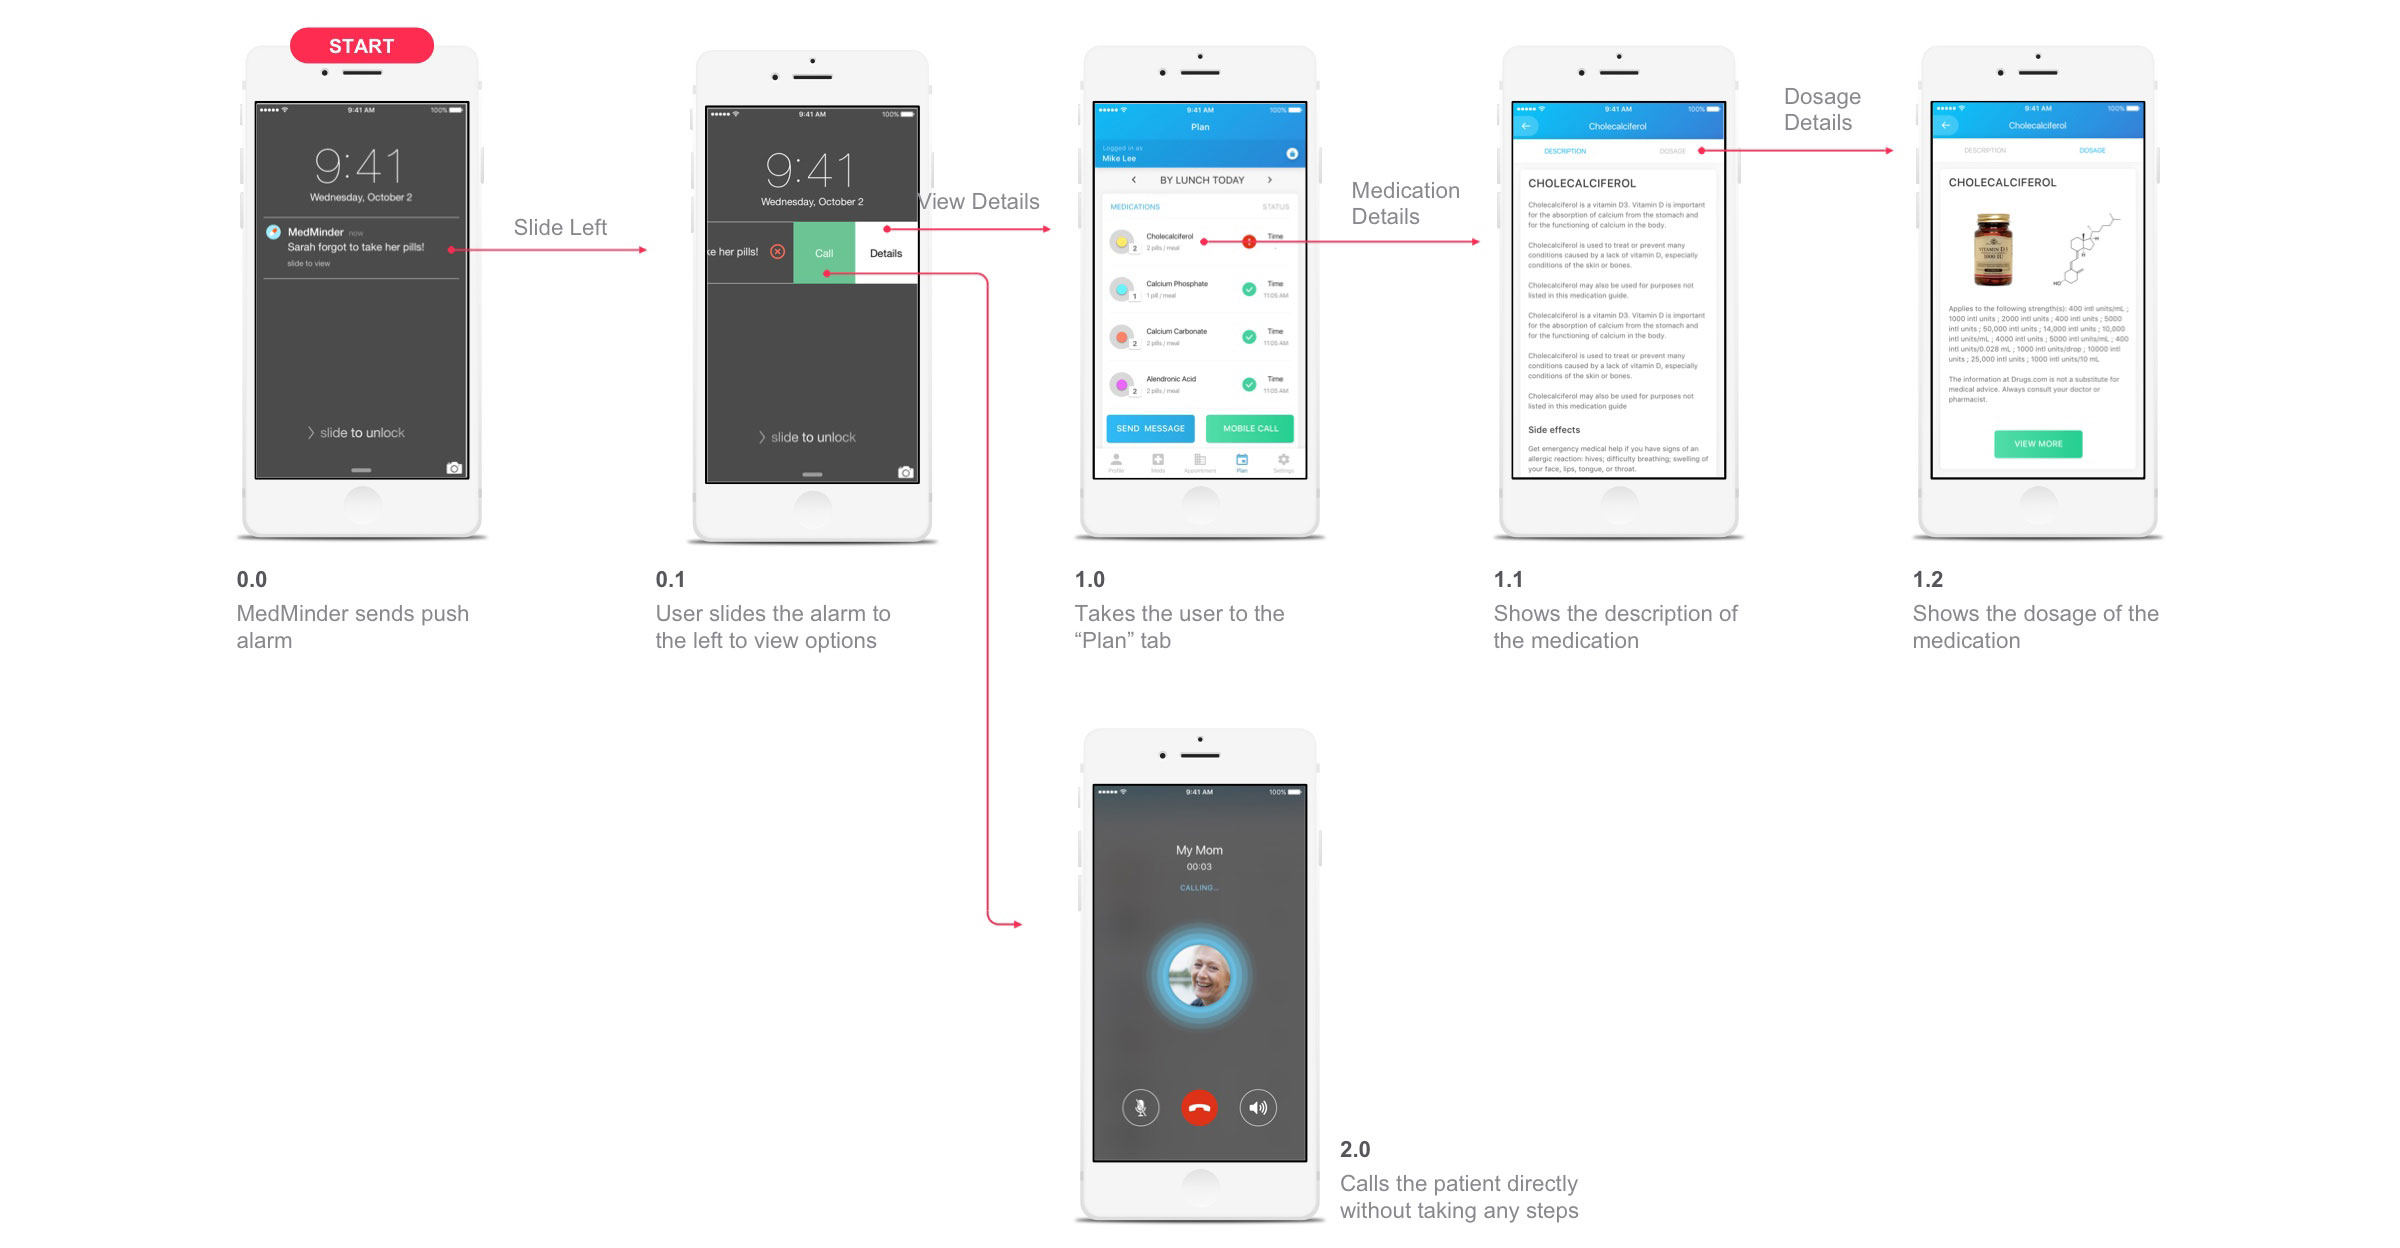 START
9:41 AM
100%
9:41
Wednesday, October 2
MedMinder now
Sarah forgot to take her pills!
slide to view
> slide to unlock
Slide Left
9:41 AM
100%
9:41
Wednesday, October 2
ke her pills!
Call
Details
> slide to unlock
View Details
9:41 AM
100%
Plan
Logged in as
Mike Lee
BY LUNCH TODAY
MEDICATIONS
STATUS
Cholecalciferol
2 pills / meal
2
Time
-
Calcium Phosphate
1 pill / meal
1
Time
11:05 AM
Calcium Carbonate
2 pills / meal
2
Time
11:05 AM
Alendronic Acid
2 pills / meal
2
Time
11:05 AM
SEND MESSAGE
MOBILE CALL
Profile
Meds
Appointment
Plan
Settings
Medication
Details
9:41 AM
100%
Cholecalciferol
DESCRIPTION
DOSAGE
CHOLECALCIFEROL
Cholecalciferol is a vitamin D3. Vitamin D is important
for the absorption of calcium from the stomach and
for the functioning of calcium in the body.
Cholecalciferol is used to treat or prevent many
conditions caused by a lack of vitamin D, especially
conditions of the skin or bones.
Cholecalciferol may also be used for purposes not
listed in this medication guide.
Cholecalciferol is a vitamin D3. Vitamin D is important
for the absorption of calcium from the stomach and
for the functioning of calcium in the body.
Cholecalciferol is used to treat or prevent many
conditions caused by a lack of vitamin D, especially
conditions of the skin or bones.
Cholecalciferol may also be used for purposes not
listed in this medication guide
Side effects
Get emergency medical help if you have signs of an
allergic reaction: hives; difficulty breathing; swelling of
your face, lips, tongue, or throat.
Dosage
Details
9:41 AM
100%
Cholecalciferol
DESCRIPTION
DOSAGE
CHOLECALCIFEROL
VITAMIN D3
1000 IU
HO
H
H
Applies to the following strength(s): 400 intl units/mL ;
1000 intl units ; 2000 intl units ; 400 intl units ; 5000
intl units ; 50,000 intl units ; 14,000 intl units ; 10,000
intl units/mL ; 4000 intl units ; 5000 intl units/mL ; 400
intl units/0.028 mL ; 1000 intl units/drop ; 10000 intl
units ; 25,000 intl units ; 1000 intl units/10 mL
The information at Drugs.com is not a substitute for
medical advice. Always consult your doctor or
pharmacist.
VIEW MORE
0.0
MedMinder sends push
alarm
0.1
User slides the alarm to
the left to view options
1.0
Takes the user to the
“Plan” tab
1.1
Shows the description of
the medication
1.2
Shows the dosage of the
medication
9:41 AM
100%
My Mom
00:03
CALLING...
2.0
Calls the patient directly
without taking any steps